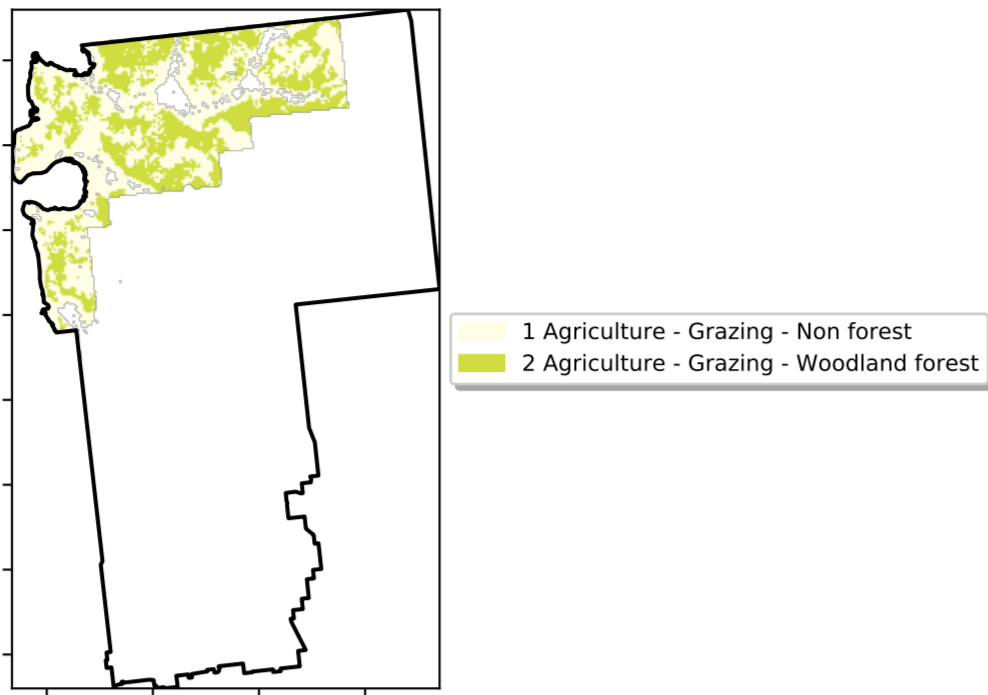 1 Agriculture - Grazing - Non forest
2 Agriculture - Grazing - Woodland forest